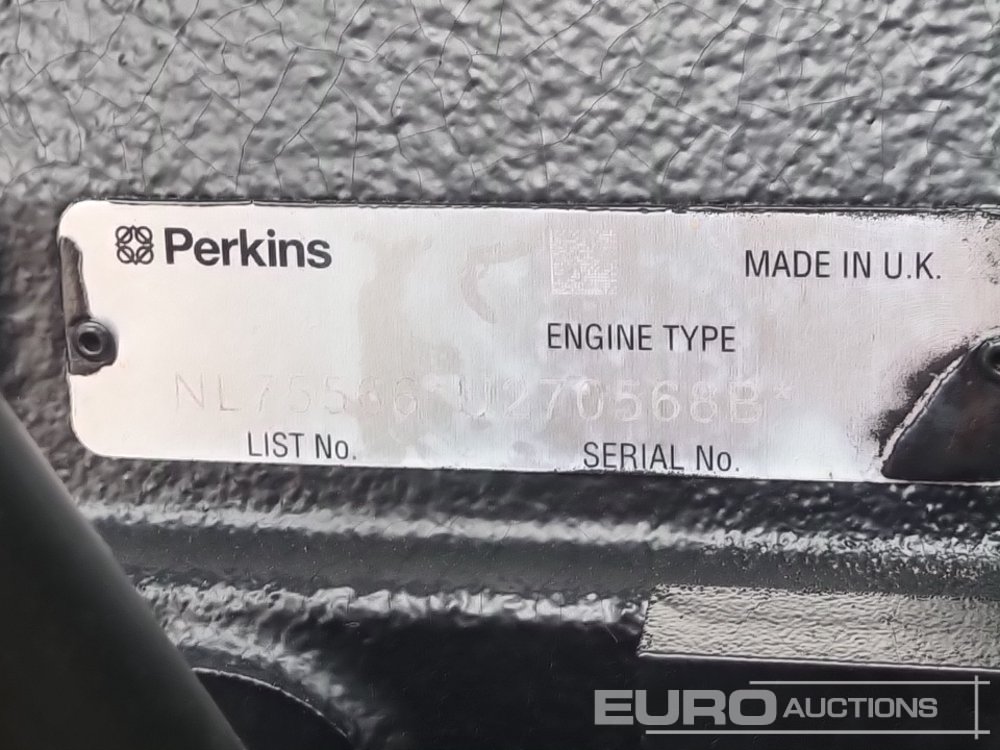 Perkins
MADE IN U.K.
ENGINE TYPE
NL75566*U270568B*
LIST No. SERIAL No.
EURO AUCTIONS